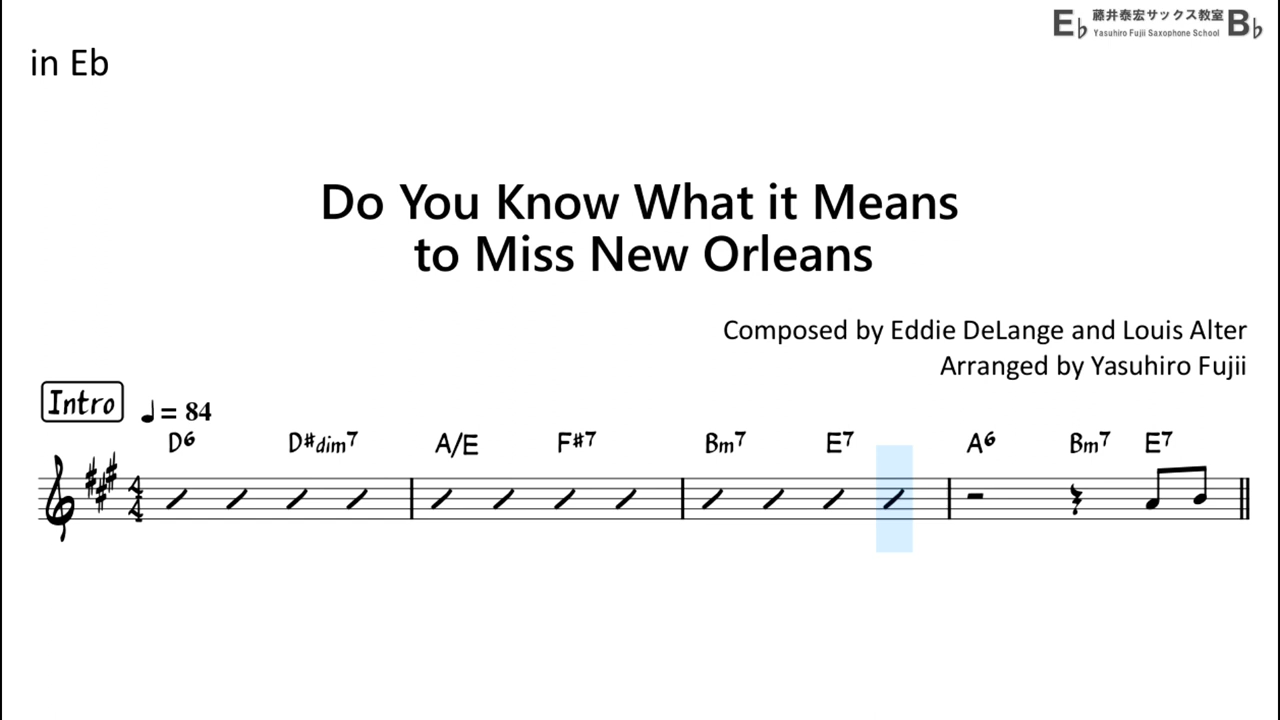 E♭ 藤井泰宏サックス教室 B♭
Yasuhiro Fujii Saxophone School
in Eb
Do You Know What it Means
to Miss New Orleans
Composed by Eddie DeLange and Louis Alter
Arranged by Yasuhiro Fujii
Intro ♩= 84
D6 D#dim7 A/E F#7 Bm7 E7 A6 Bm7 E7
4
4